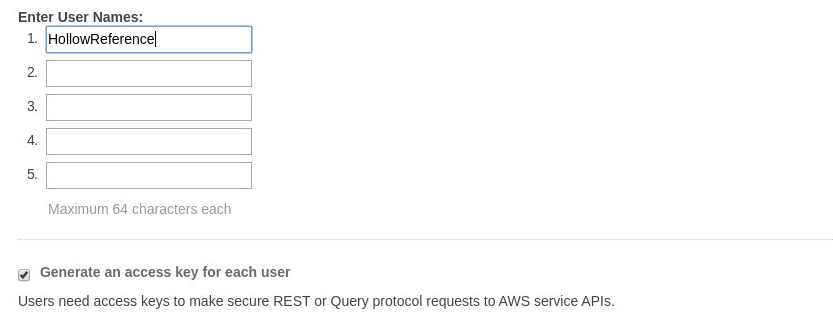 Enter User Names:
1. HollowReference
2.
3.
4.
5.
Maximum 64 characters each
Generate an access key for each user
Users need access keys to make secure REST or Query protocol requests to AWS service APIs.